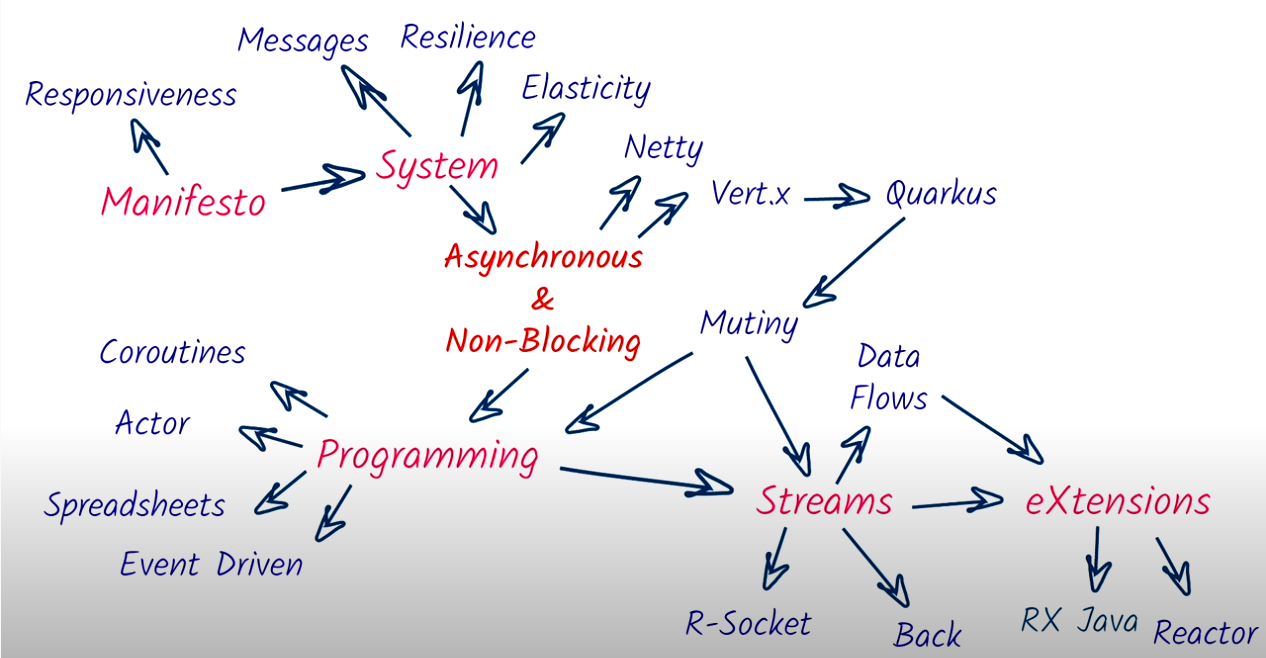 Messages
Resilience
Responsiveness
Elasticity
System
Netty
Manifesto
Vert.x
Quarkus
Asynchronous
&
Non-Blocking
Mutiny
Coroutines
Data
Flows
Actor
Programming
Spreadsheets
Streams
eXtensions
Event Driven
R-Socket
Back
RX Java
Reactor